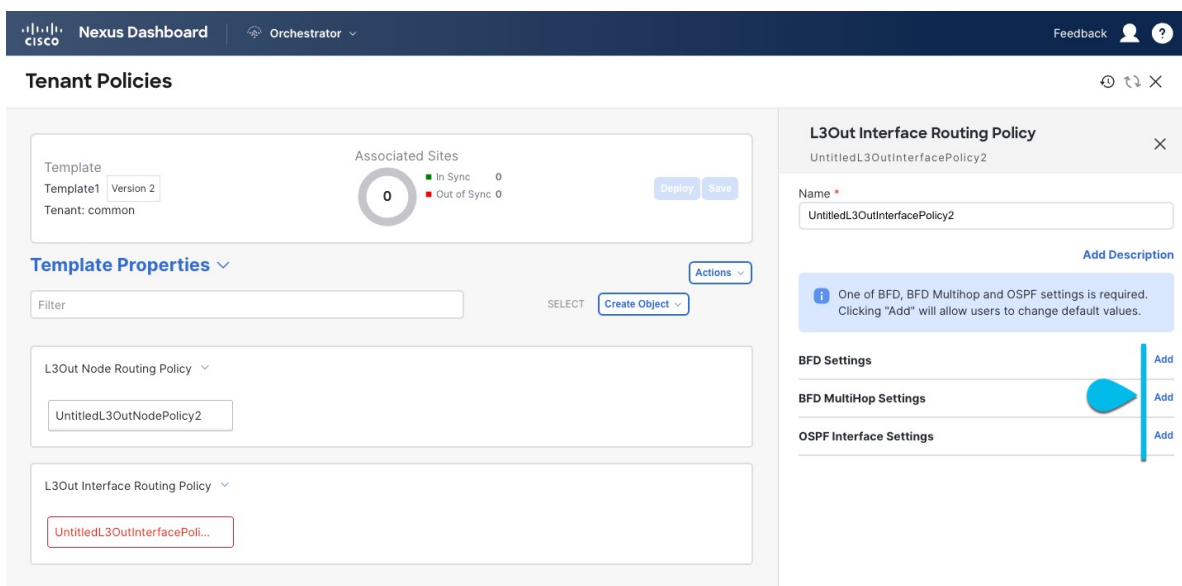 CISCO
Nexus Dashboard
Orchestrator
Feedback
?
Tenant Policies
Template
Template1 Version 2
Tenant: common
Associated Sites
0
In Sync 0
Out of Sync 0
Deploy Save
Template Properties
Actions
Filter
SELECT Create Object
L3Out Node Routing Policy
UntitledL3OutNodePolicy2
L3Out Interface Routing Policy
UntitledL3OutInterfacePoli...
L3Out Interface Routing Policy
UntitledL3OutInterfacePolicy2
Name *
UntitledL3OutInterfacePolicy2
Add Description
i One of BFD, BFD Multihop and OSPF settings is required.
Clicking "Add" will allow users to change default values.
BFD Settings Add
BFD MultiHop Settings Add
OSPF Interface Settings Add